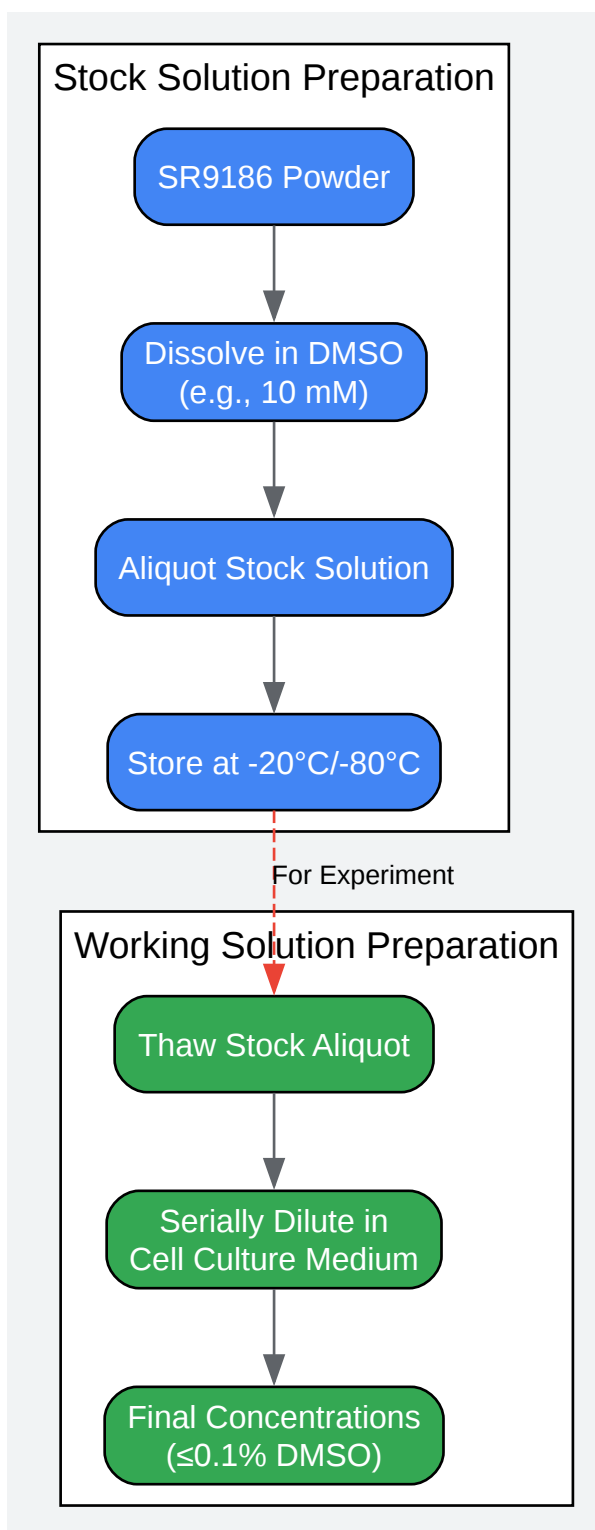 Stock Solution Preparation
SR9186 Powder
Dissolve in DMSO
(e.g., 10 mM)
Aliquot Stock Solution
Store at -20°C/-80°C
For Experiment
Working Solution Preparation
Thaw Stock Aliquot
Serially Dilute in
Cell Culture Medium
Final Concentrations
(≤0.1% DMSO)